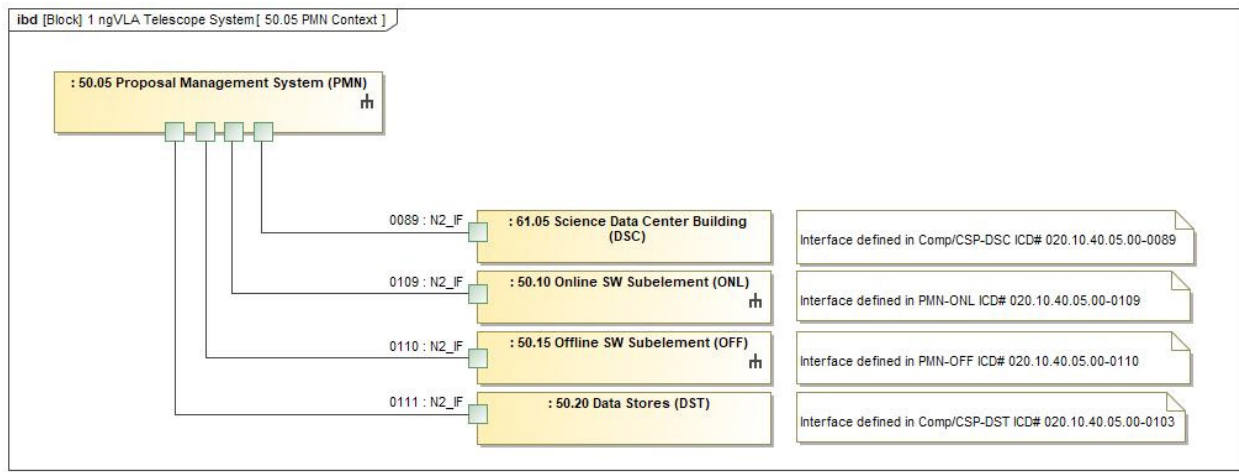 ibd [Block] 1 ngVLA Telescope System[ 50.05 PMN Context ]
: 50.05 Proposal Management System (PMN)
0089 : N2_IF
: 61.05 Science Data Center Building
(DSC)
Interface defined in Comp/CSP-DSC ICD# 020.10.40.05.00-0089
0109 : N2_IF
: 50.10 Online SW Subelement (ONL)
Interface defined in PMN-ONL ICD# 020.10.40.05.00-0109
0110 : N2_IF
: 50.15 Offline SW Subelement (OFF)
Interface defined in PMN-OFF ICD# 020.10.40.05.00-0110
0111 : N2_IF
: 50.20 Data Stores (DST)
Interface defined in Comp/CSP-DST ICD# 020.10.40.05.00-0103